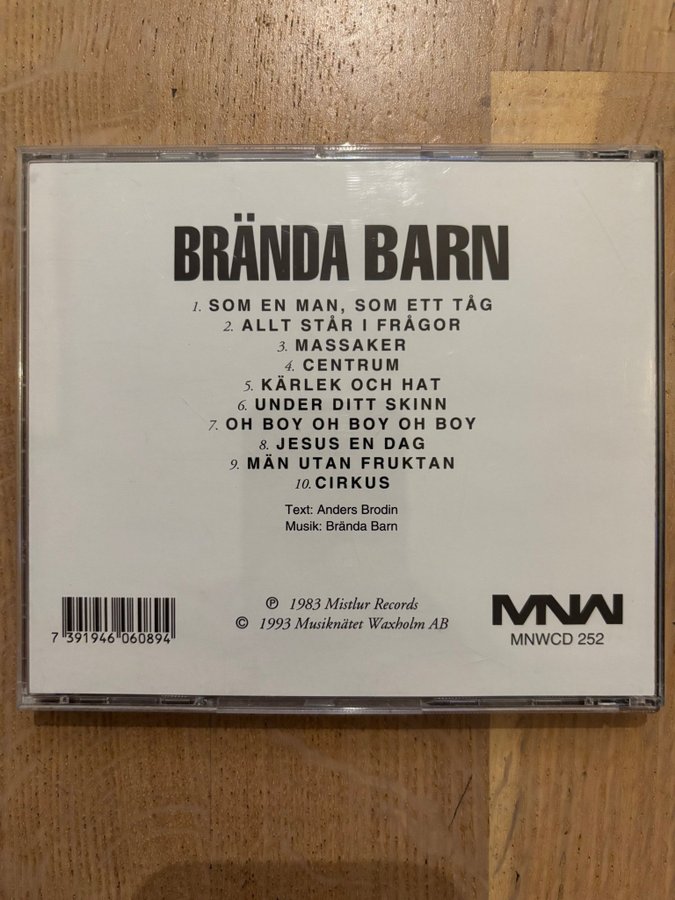 BRÄNDA BARN
1. SOM EN MAN, SOM ETT TÅG
2. ALLT STÅR I FRÅGOR
3. MASSAKER
4. CENTRUM
5. KÄRLEK OCH HAT
6. UNDER DITT SKINN
7. OH BOY OH BOY OH BOY
8. JESUS EN DAG
9. MÄN UTAN FRUKTAN
10. CIRKUS
Text: Anders Brodin
Musik: Brända Barn
℗ 1983 Mistlur Records
© 1993 Musiknätet Waxholm AB
7 391946 060894
MNW
MNWCD 252